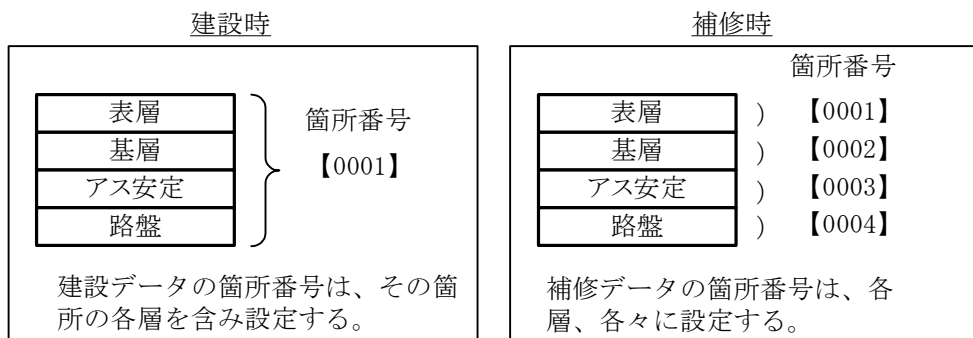 建設時
表層
基層
アス安定
路盤
箇所番号
【0001】
建設データの箇所番号は、その箇
所の各層を含み設定する。
補修時
箇所番号
表層 ) 【0001】
基層 ) 【0002】
アス安定 ) 【0003】
路盤 ) 【0004】
補修データの箇所番号は、各
層、各々に設定する。